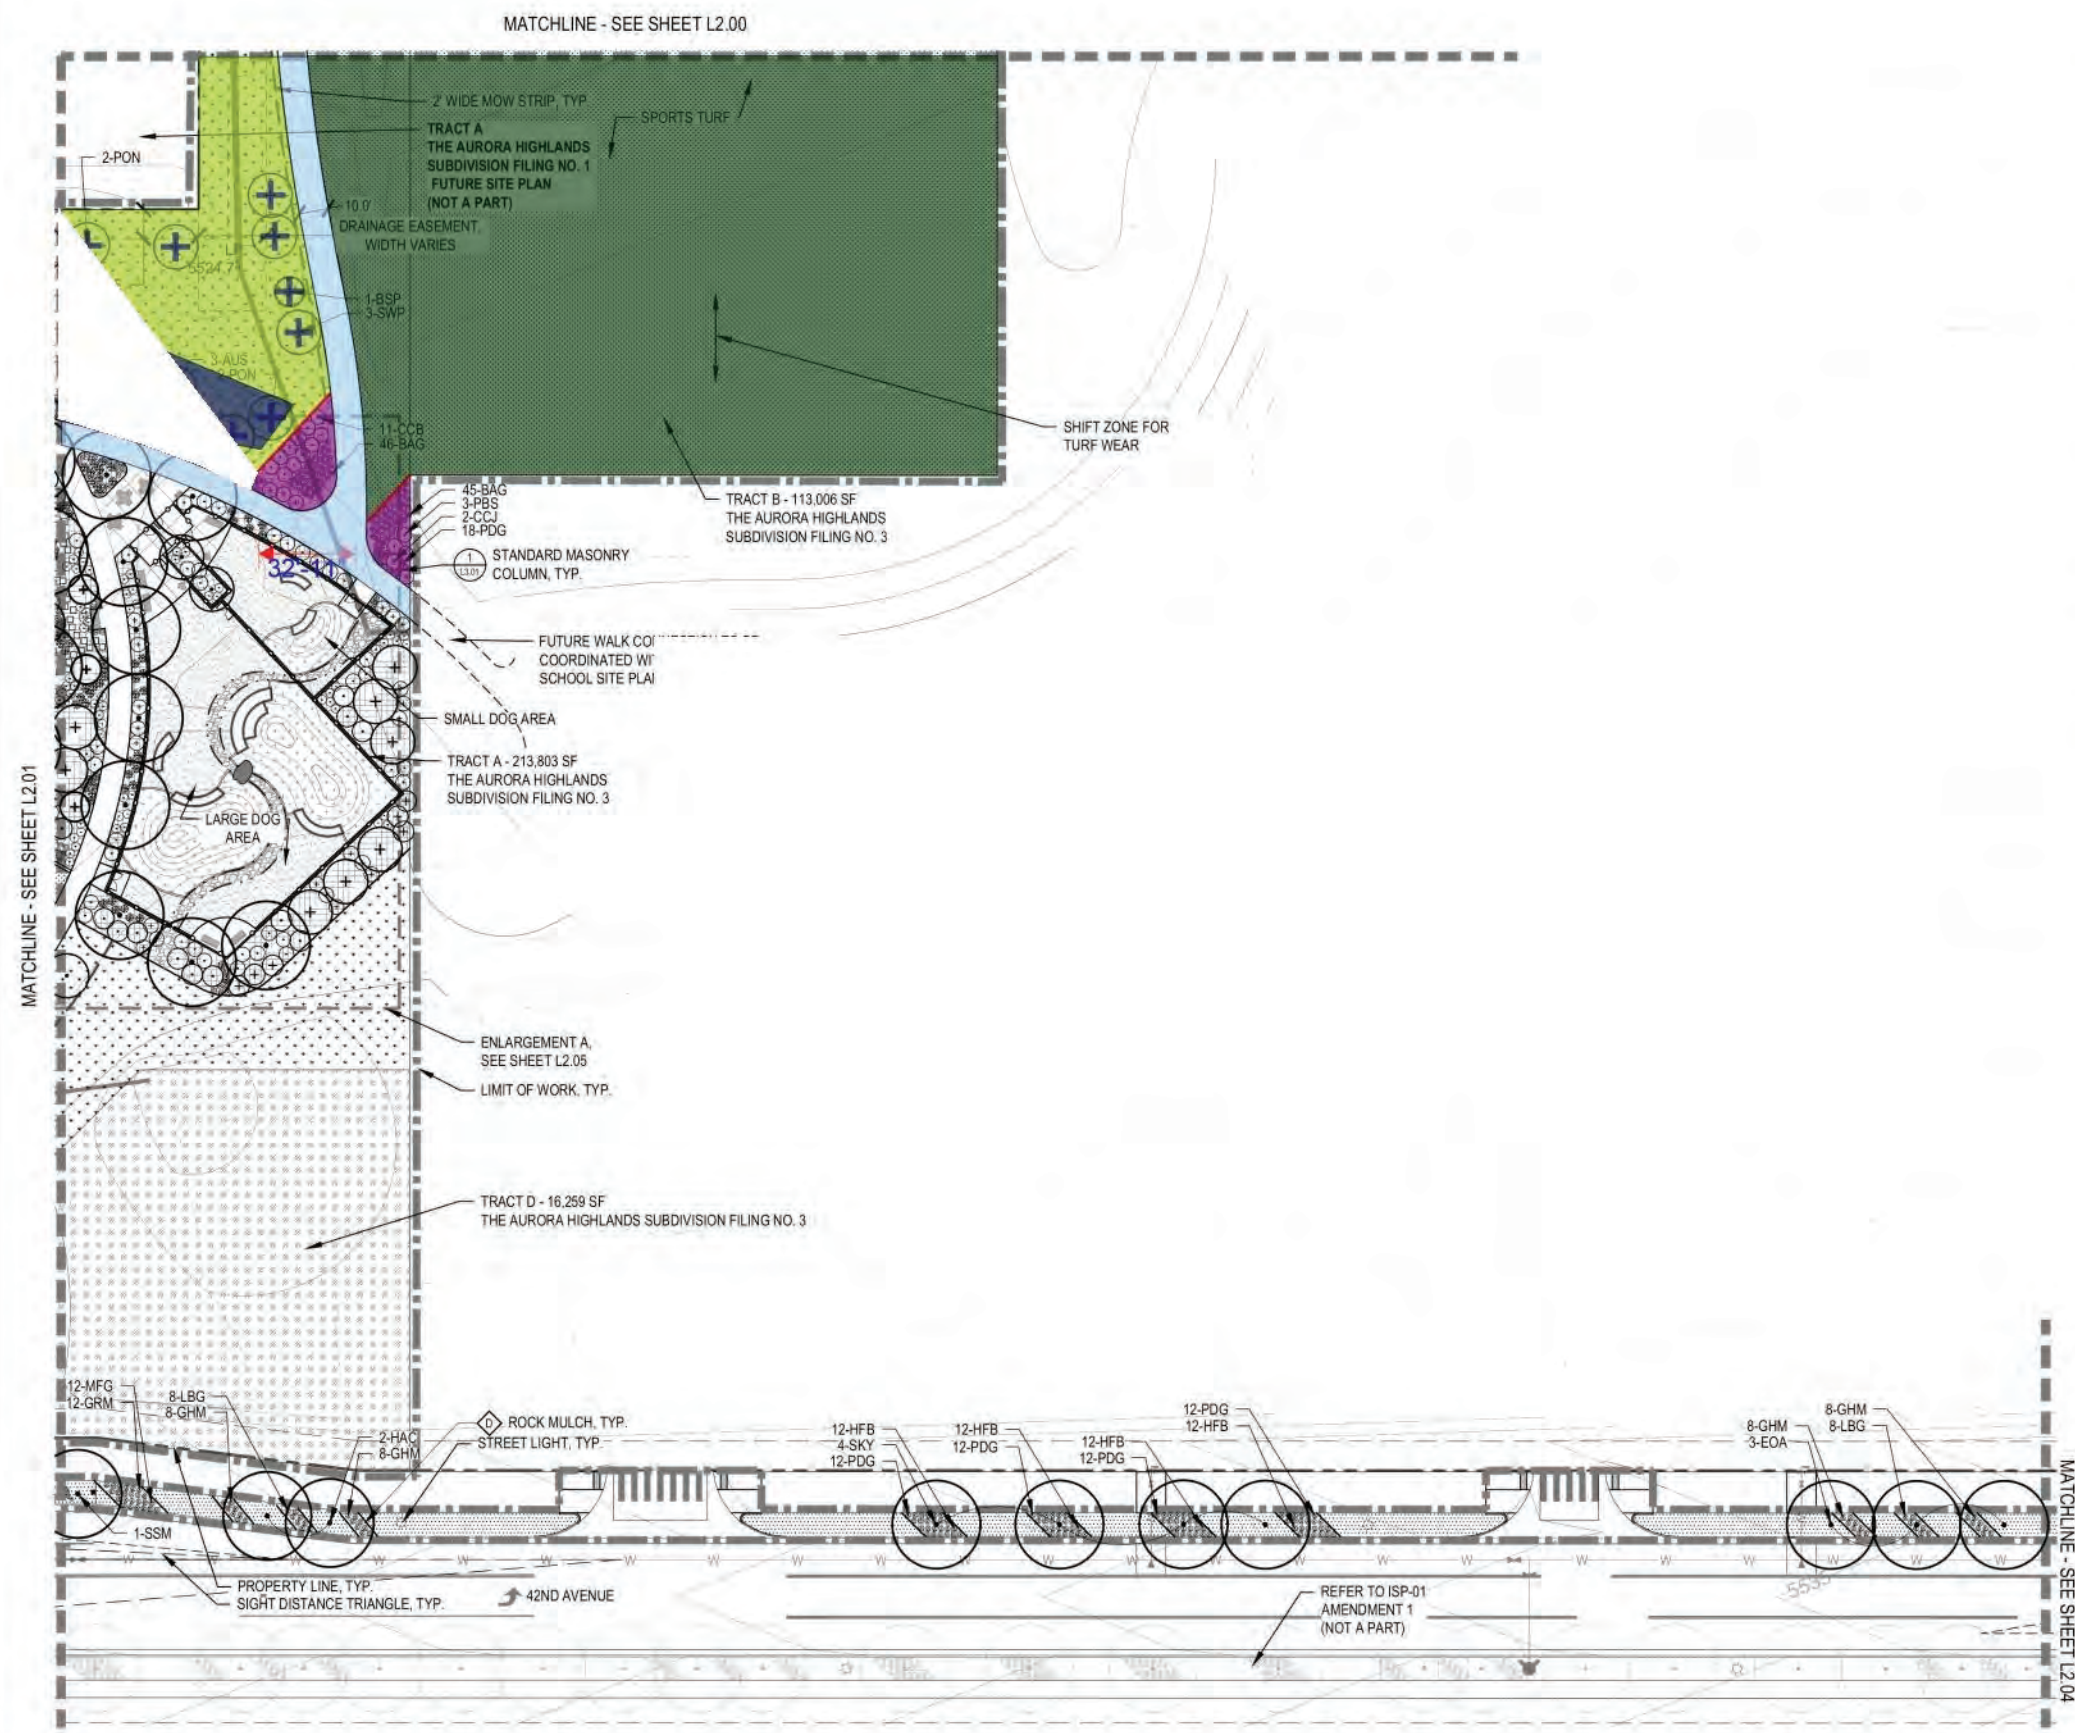 MATCHLINE - SEE SHEET L2.00
2' WIDE MOW STRIP, TYP
SPORTS TURF
TRACT A
THE AURORA HIGHLANDS
SUBDIVISION FILING NO. 1
FUTURE SITE PLAN
(NOT A PART)
2-PON
10.0'
DRAINAGE EASEMENT,
WIDTH VARIES
1-BSP
3-SWP
3-AUS
11-CCB
46-BAG
SHIFT ZONE FOR
TURF WEAR
45-BAG
3-PBS
2-CCJ
18-PDG
TRACT B - 113,006 SF
THE AURORA HIGHLANDS
SUBDIVISION FILING NO. 3
1
L3.01
STANDARD MASONRY
COLUMN, TYP.
32'-11
FUTURE WALK CO
COORDINATED WI
SCHOOL SITE PLA
SMALL DOG AREA
TRACT A - 213,803 SF
THE AURORA HIGHLANDS
SUBDIVISION FILING NO. 3
LARGE DOG
AREA
MATCHLINE - SEE SHEET L2.01
ENLARGEMENT A,
SEE SHEET L2.05
LIMIT OF WORK, TYP.
TRACT D - 16,259 SF
THE AURORA HIGHLANDS SUBDIVISION FILING NO. 3
12-MFG
12-GRM
8-LBG
8-GHM
2-HAC
8-GHM
D
ROCK MULCH, TYP.
STREET LIGHT, TYP.
12-HFB
4-SKY
12-PDG
12-HFB
12-PDG
12-HFB
12-PDG
12-PDG
12-HFB
8-GHM
3-EOA
8-GHM
8-LBG
1-SSM
W W W W W W W W W W W W W W W W W
PROPERTY LINE, TYP.
SIGHT DISTANCE TRIANGLE, TYP.
42ND AVENUE
REFER TO ISP-01
AMENDMENT 1
(NOT A PART)
5535
MATCHLINE - SEE SHEET L2.04